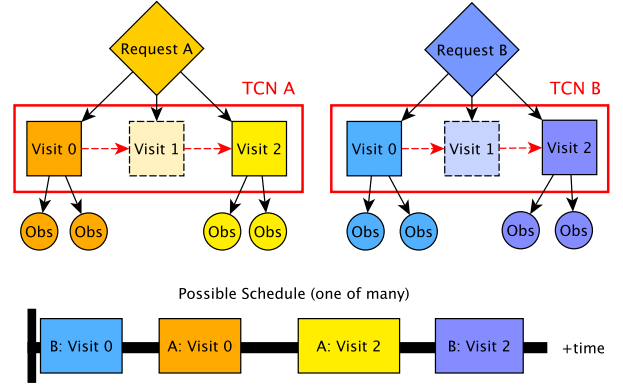 Request A
Request B
TCN A
TCN B
Visit 0
Visit 1
Visit 2
Visit 0
Visit 1
Visit 2
Obs
Obs
Obs
Obs
Obs
Obs
Obs
Obs
Possible Schedule (one of many)
B: Visit 0
A: Visit 0
A: Visit 2
B: Visit 2
+time